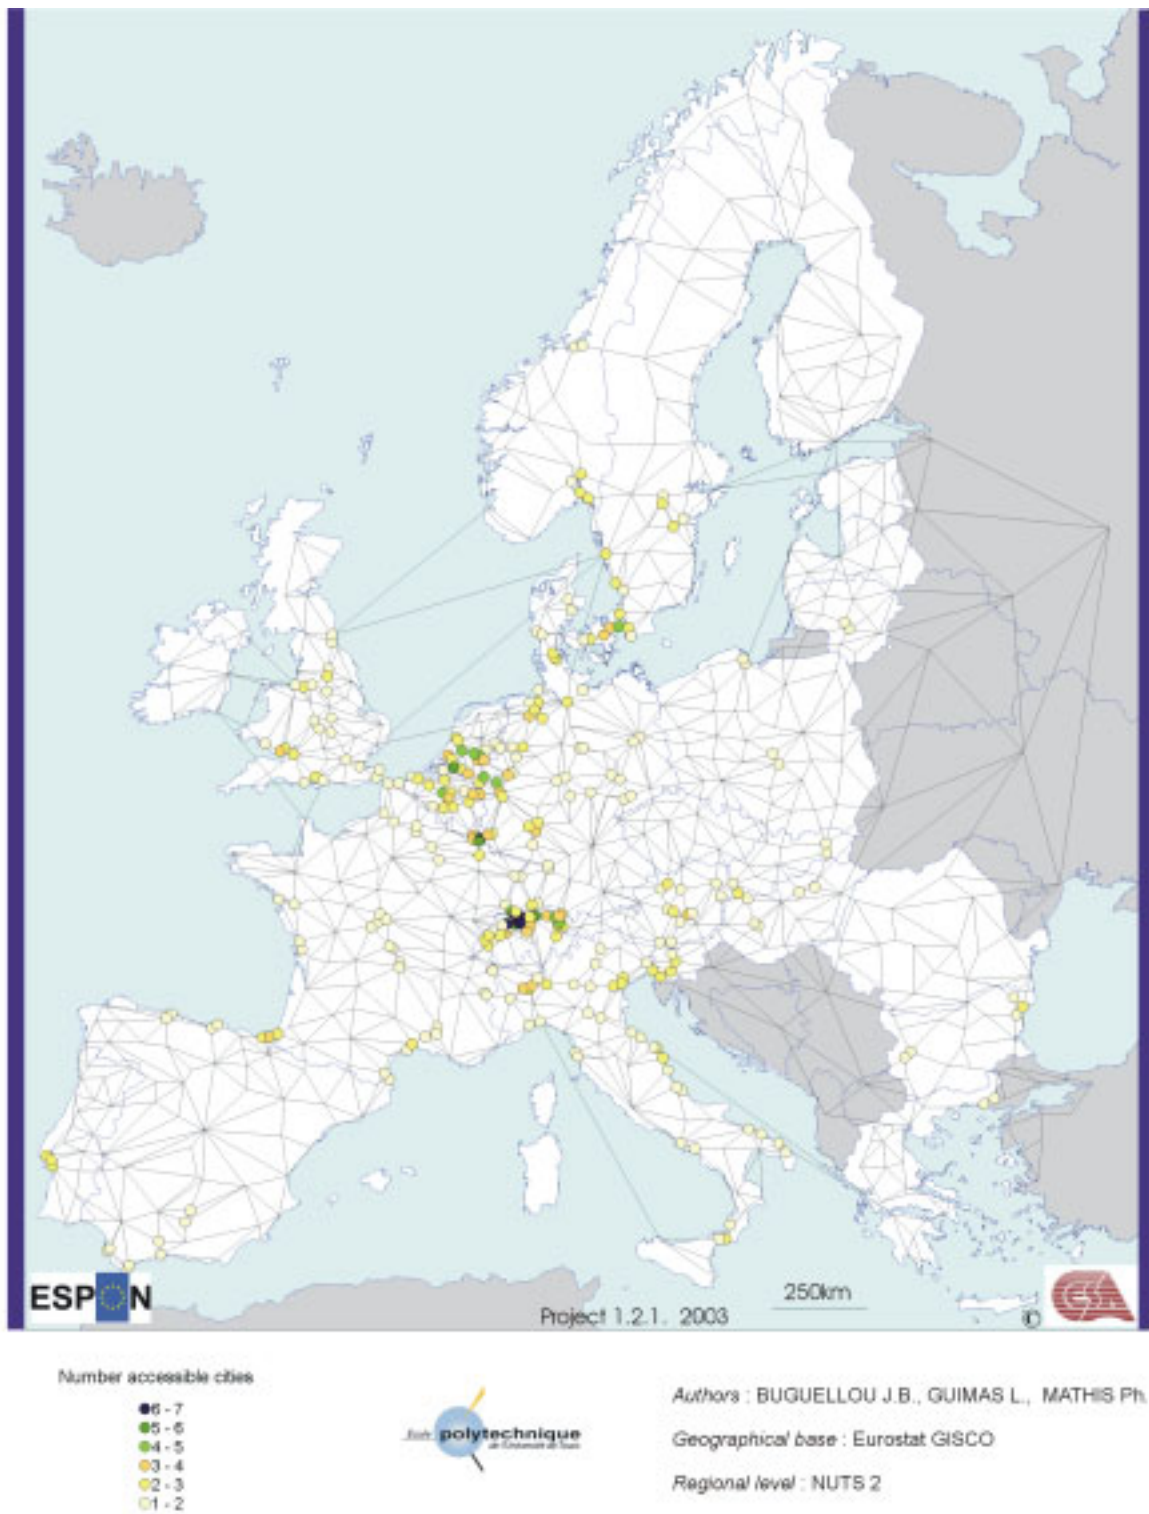 ESPON
Project 1.2.1. 2003
250km
©
Number accessible cities
6 - 7
5 - 6
4 - 5
3 - 4
2 - 3
1 - 2
polytechnique
Authors : BUGUELLOU J.B., GUIMAS L., MATHIS Ph.
Geographical base : Eurostat GISCO
Regional level : NUTS 2